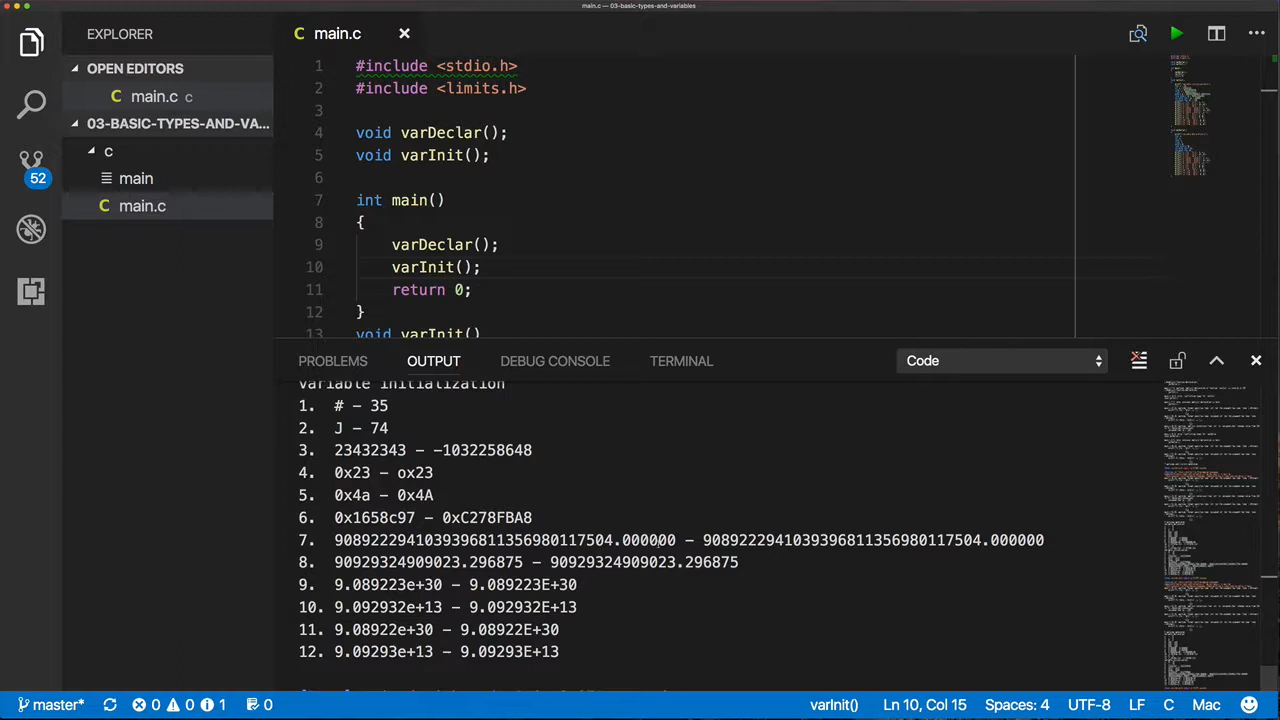 main.c — 03-basic-types-and-variables
EXPLORER
OPEN EDITORS
main.c c
03-BASIC-TYPES-AND-VA...
c
main
main.c
52
main.c
1 #include <stdio.h>
2 #include <limits.h>
3
4 void varDeclar();
5 void varInit();
6
7 int main()
8 {
9 varDeclar();
10 varInit();
11 return 0;
12 }
13 void varInit()
PROBLEMS OUTPUT DEBUG CONSOLE TERMINAL Code
variable initialization
1. # - 35
2. J - 74
3. 23432343 -
4. 0x23 - ox23
5. 0x4a - 0x4A
6. 0x1658c97 - 0xC278F7A8
7. 9089222941039396811356980117504.000000 - 9089222941039396811356980117504.000000
8. 90929324909023.296875 - 90929324909023.296875
9. 9.089223e+30 - 9.089223E+30
10. 9.092932e+13 - 9.092932E+13
11. 9.08922e+30 - 9.08922E+30
12. 9.09293e+13 - 9.09293E+13
master* 0 0 1 0 varInit() Ln 10, Col 15 Spaces: 4 UTF-8 LF C Mac